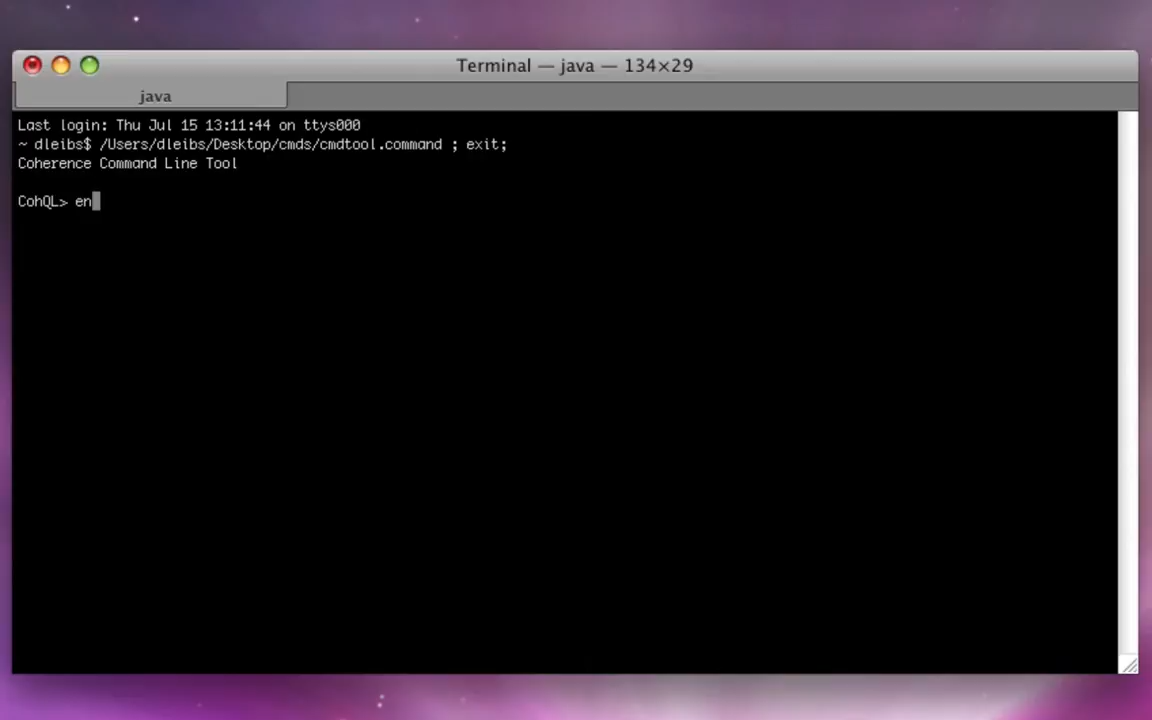 Terminal — java — 134×29
java
Last login: Thu Jul 15 13:11:44 on ttys000
~ dleibs$ /Users/dleibs/Desktop/cmds/cmdtool.command ; exit;
Coherence Command Line Tool
CohQL> en